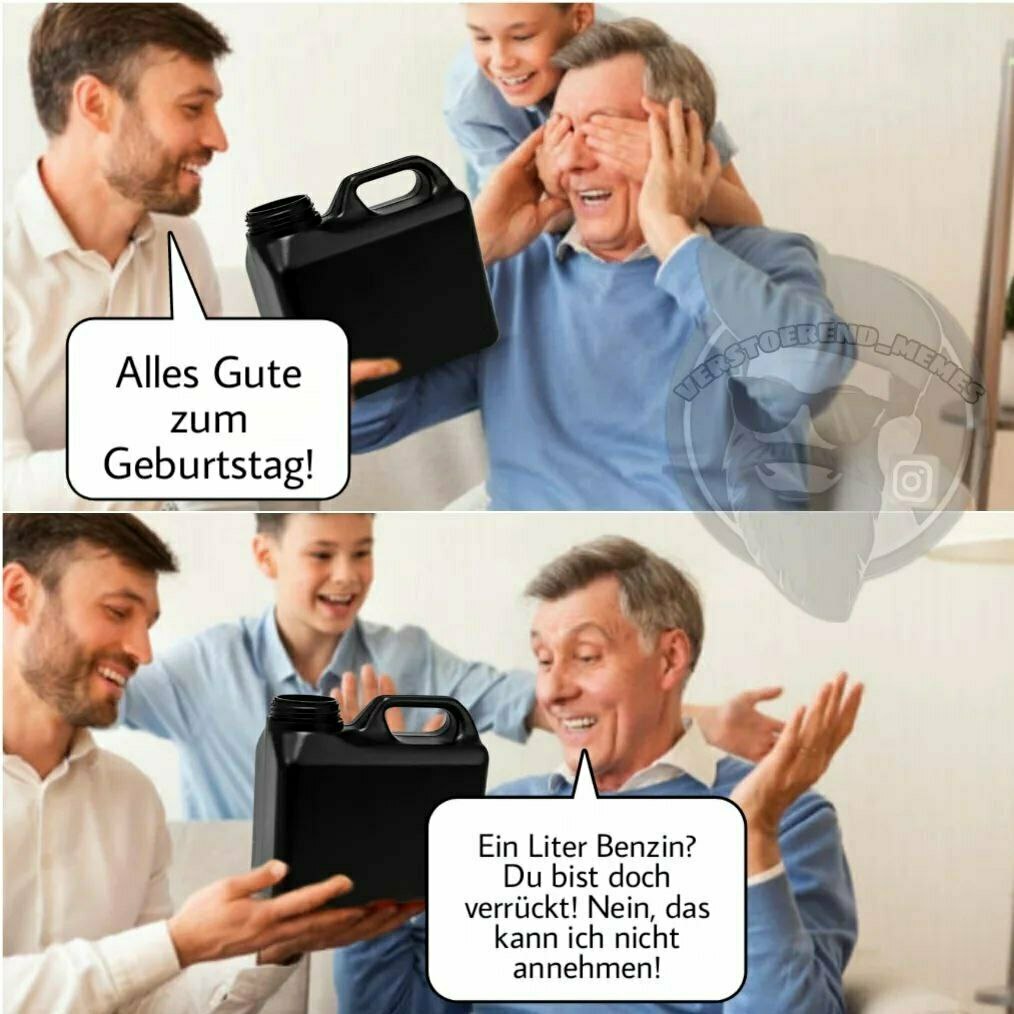 VERSTOEREND_MEMES
Alles Gute
zum
Geburtstag!
Ein Liter Benzin?
Du bist doch
verrückt! Nein, das
kann ich nicht
annehmen!